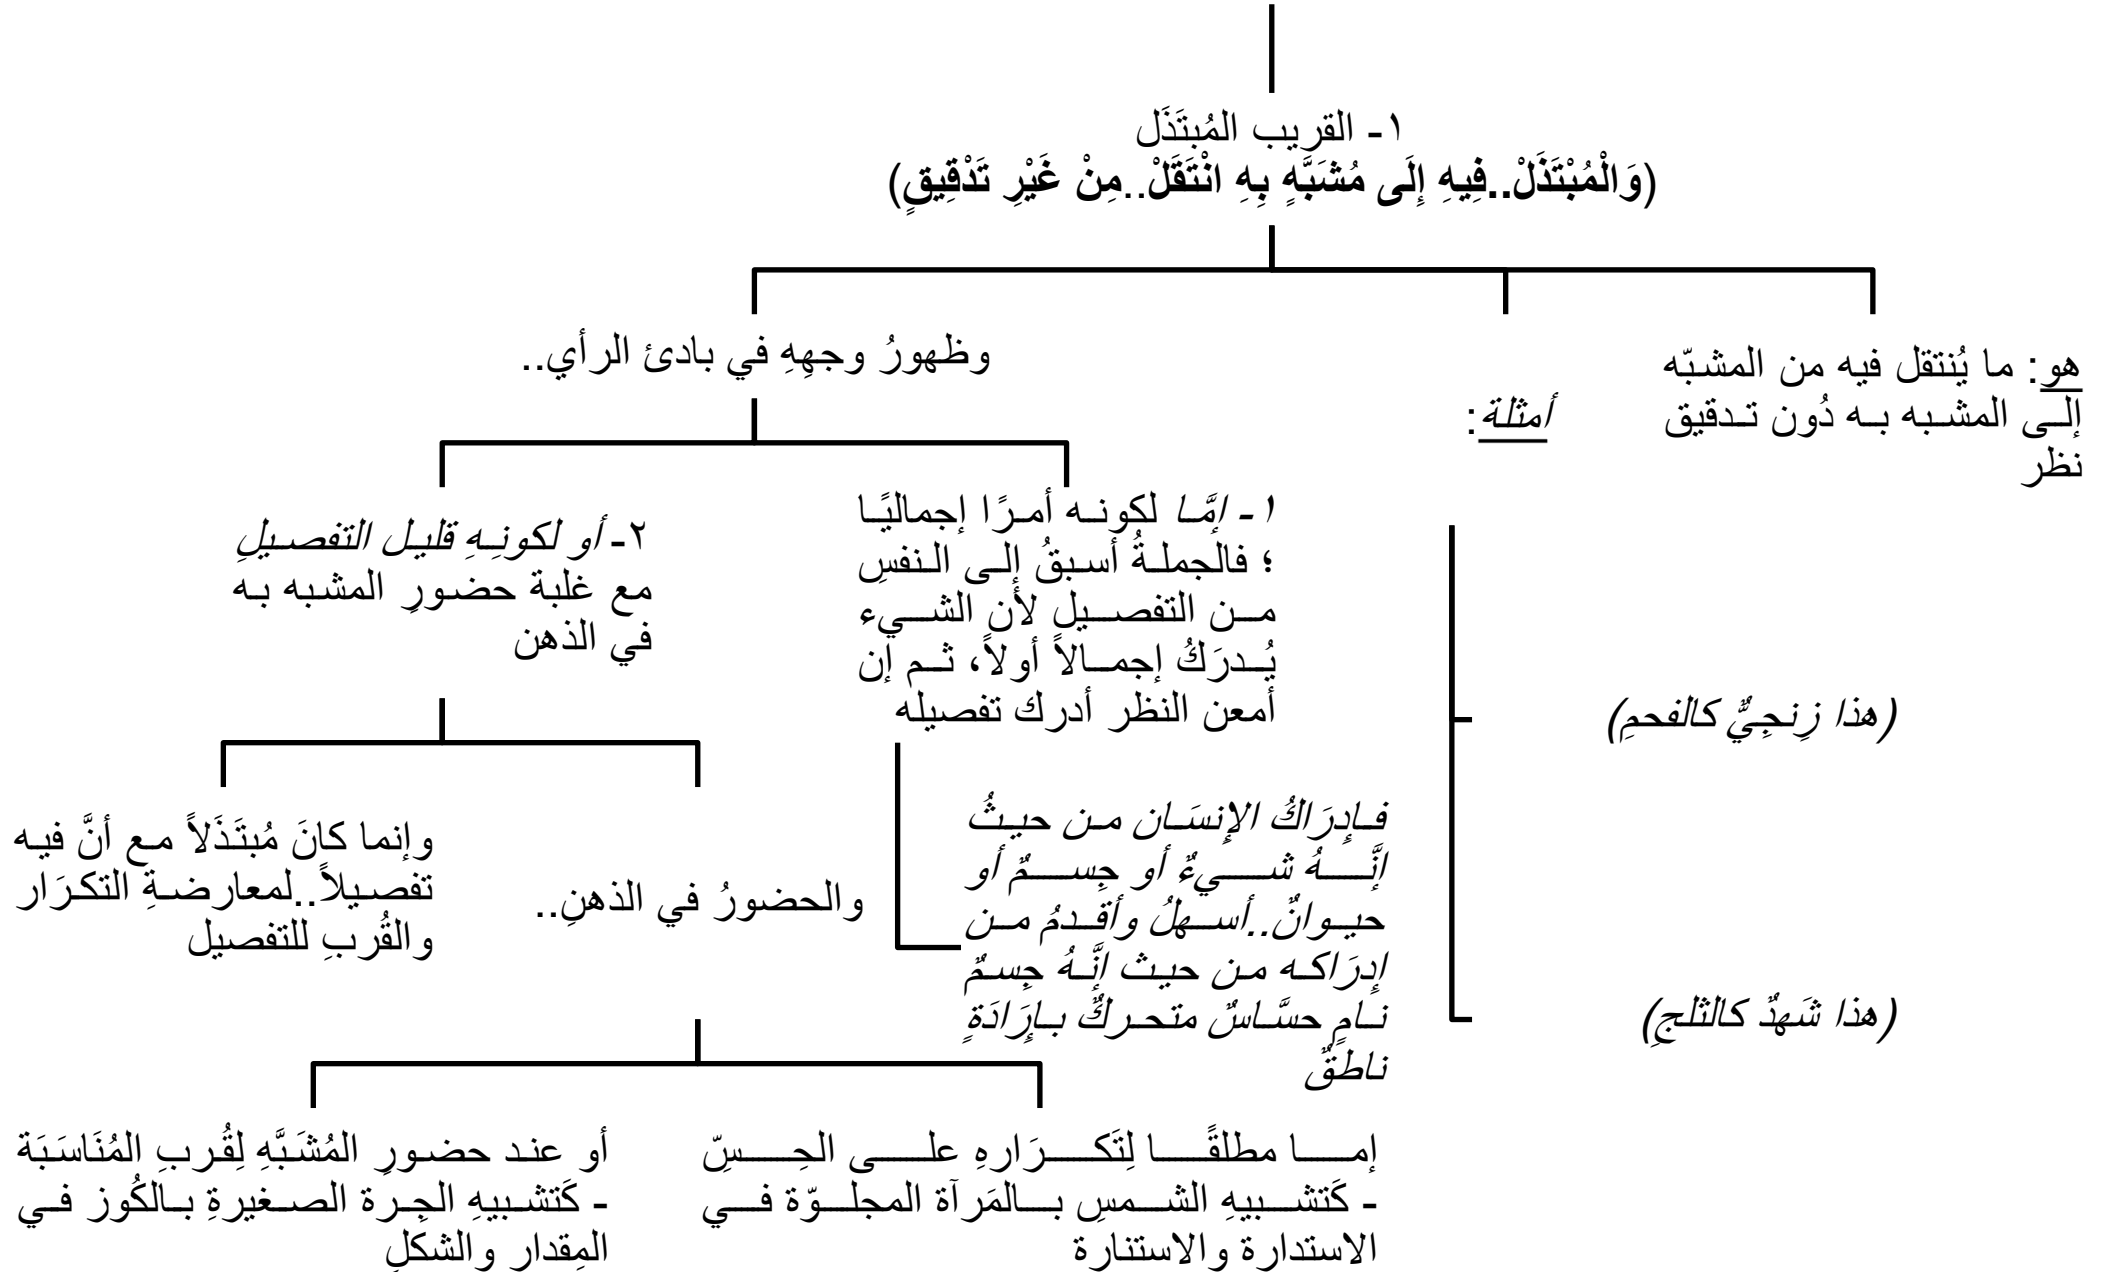 ١- القريب المُبتَذَل
(وَالْمُبْتَذَلْ..فِيهِ إِلَى مُشَبَّهٍ بِهِ انْتَقَلْ..مِنْ غَيْرِ تَدْقِيقٍ)
هو: ما يُنتقل فيه من المشبّه
إلى المشبه به دُون تدقيق
نظر
أمثلة:
(هذا زِنجِيٌّ كالفحمِ)
(هذا شَهدٌ كالثلجِ)
وظهورُ وجهِهِ في بادئ الرأي..
١- إمَّا لكونه أمرًا إجماليًا
؛ فالجملةُ أسبقُ إلى النفسِ
من التفصيل لأن الشيء
يُدرَكُ إجمالاً أولاً، ثم إن
أمعن النظر أدرك تفصيله
فإِدرَاكُ الإِنسَان من حيثُ
إنَّهُ شيءٌ أو جِسمٌ أو
حيوانٌ..أسهلُ وأقدمُ من
إِدرَاكه من حيث إنَّهُ جِسمٌ
نامٍ حسَّاسٌ متحركٌ بإِرَادَةٍ
ناطقٌ
٢- أو لكونِهِ قليل التفصيلِ
مع غلبة حضورِ المشبه به
في الذهن
والحضورُ في الذهنِ..
إما مطلقًا لِتَكرَارهِ على الحِسِّ
- كَتشبيهِ الشمسِ بالمَرآة المجلوّة في
الاستدارة والاستنارة
أو عند حضورِ المُشَبَّهِ لِقُربِ المُنَاسَبَة
- كَتشبيهِ الجِرة الصغيرةِ بالكُوز في
المِقدار والشكلِ
وإنما كانَ مُبتَذَلاً مع أنَّ فيه
تفصيلاً..لمعارضةِ التكرَار
والقُربِ للتفصيل